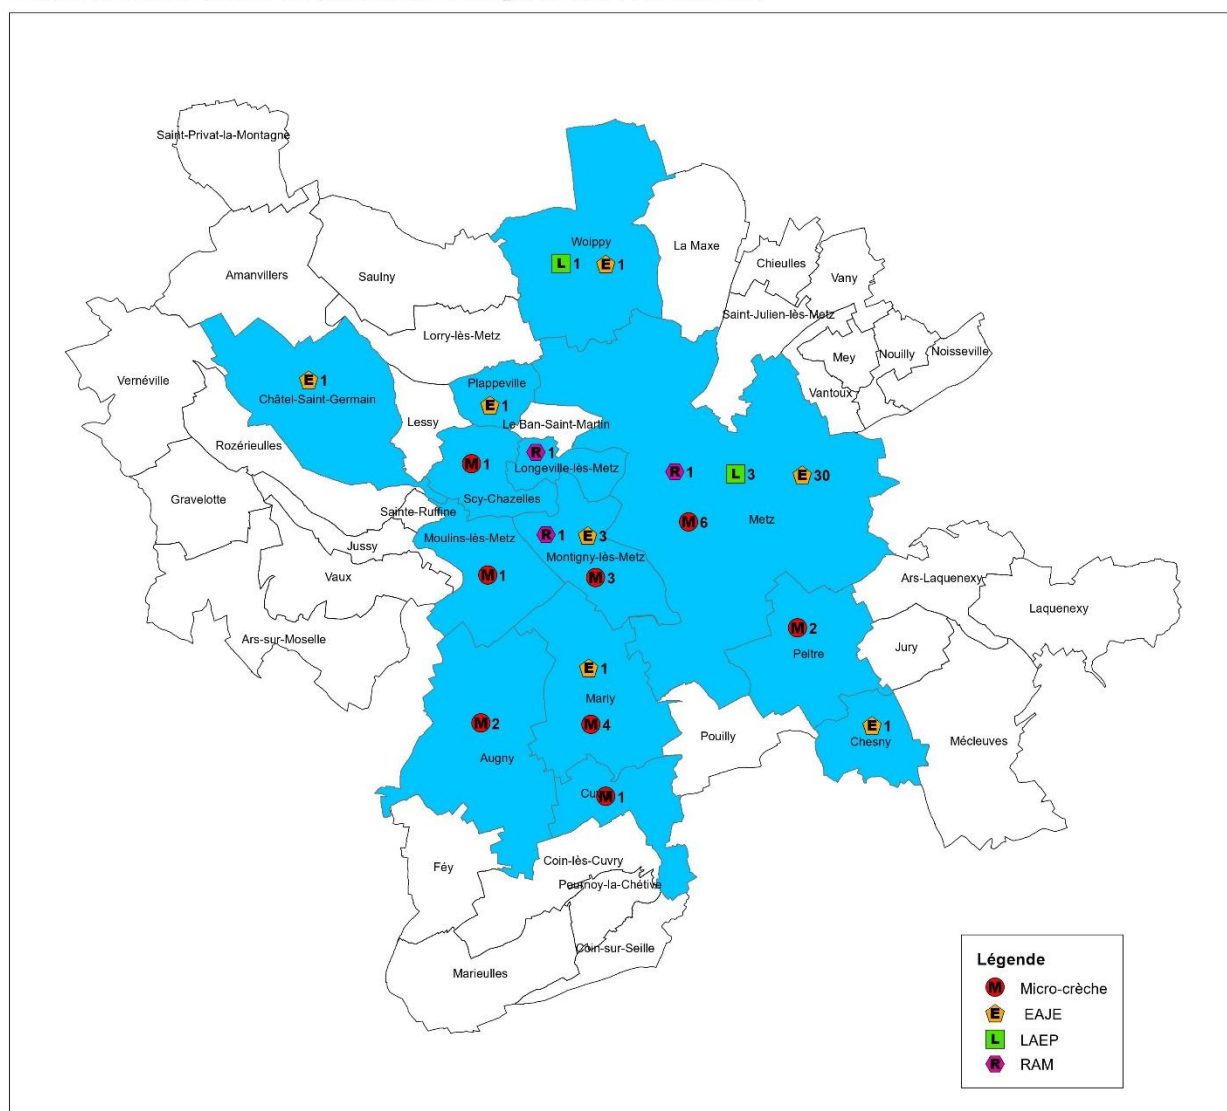 Saint-Privat-la-Montagne
Woippy
L 1 E 1
La Maxe
Chieulles
Vany
Amanvillers
Saulny
Saint-Julien-lès-Metz
Lorry-lès-Metz
Mey
Nouilly
Noisseville
Vernéville
E 1
Châtel-Saint-Germain
Plappeville
E 1
Vantoux
Lessy
Le Ban-Saint-Martin
Rozérieulles
R 1
Longeville-lès-Metz
M 1
Scy-Chazelles
R 1 L 3 E 30
Gravelotte
Sainte-Ruffine
M 6
Metz
Jussy
Moulins-lès-Metz
R 1 E 3
Montigny-lès-Metz
Vaux
M 1
M 3
Ars-Laquenexy
Laquenexy
Ars-sur-Moselle
M 2
Peltre
Jury
E 1
Marly
M 4
M 2
Augny
Pouilly
E 1
Chesny
Mécleuves
M 1
Féy
Coin-lès-Cuvry
Pournoy-la-Chétive
Coin-sur-Seille
Marieulles
Légende
M Micro-crèche
E EAJE
L LAEP
R RAM